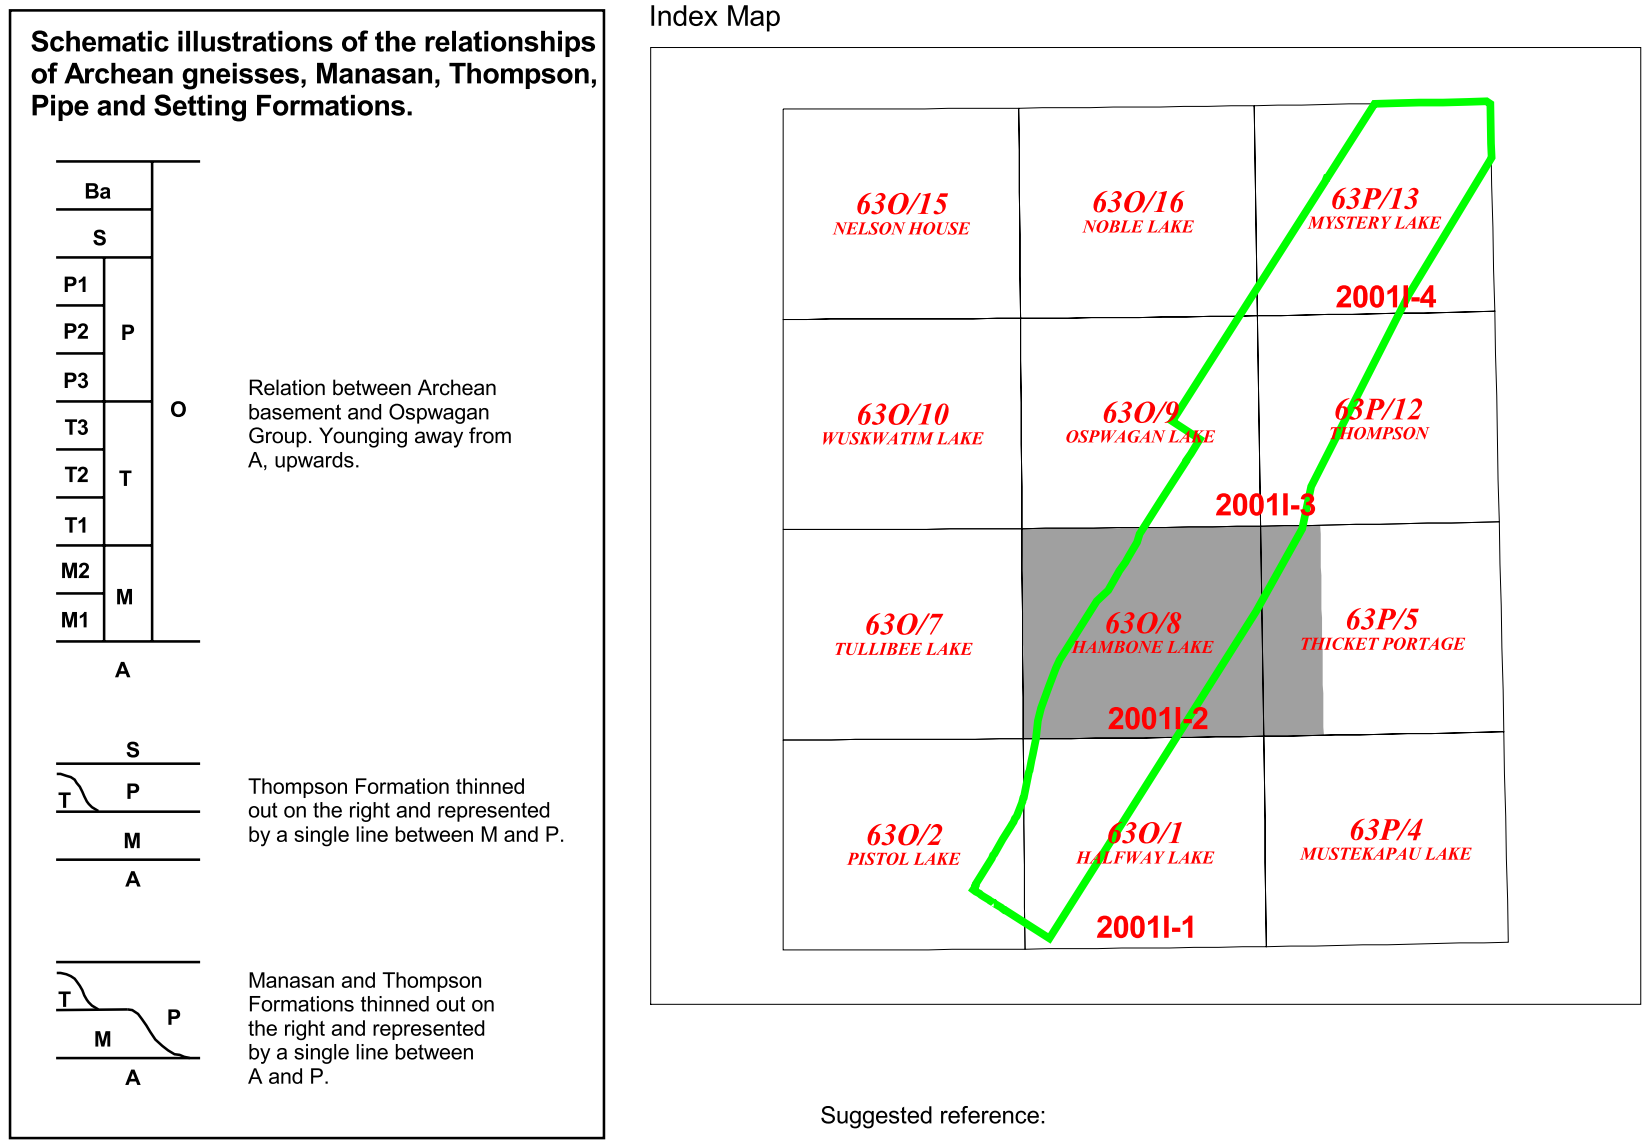 Schematic illustrations of the relationships
of Archean gneisses, Manasan, Thompson,
Pipe and Setting Formations.
Ba
S
P1
P2
P
P3
O
T3
T2
T
T1
M2
M
M1
A
Relation between Archean
basement and Ospwagan
Group. Younging away from
A, upwards.
S
T
P
M
A
Thompson Formation thinned
out on the right and represented
by a single line between M and P.
T
P
M
A
Manasan and Thompson
Formations thinned out on
the right and represented
by a single line between
A and P.
Index Map
63O/15
NELSON HOUSE
63O/16
NOBLE LAKE
63P/13
MYSTERY LAKE
2001I-4
63O/10
WUSKWATIM LAKE
63O/9
OSPWAGAN LAKE
63P/12
THOMPSON
2001I-3
63O/7
TULLIBEE LAKE
63O/8
HAMBONE LAKE
63P/5
THICKET PORTAGE
2001I-2
63O/2
PISTOL LAKE
63O/1
HALFWAY LAKE
63P/4
MUSTEKAPAU LAKE
2001I-1
Suggested reference: